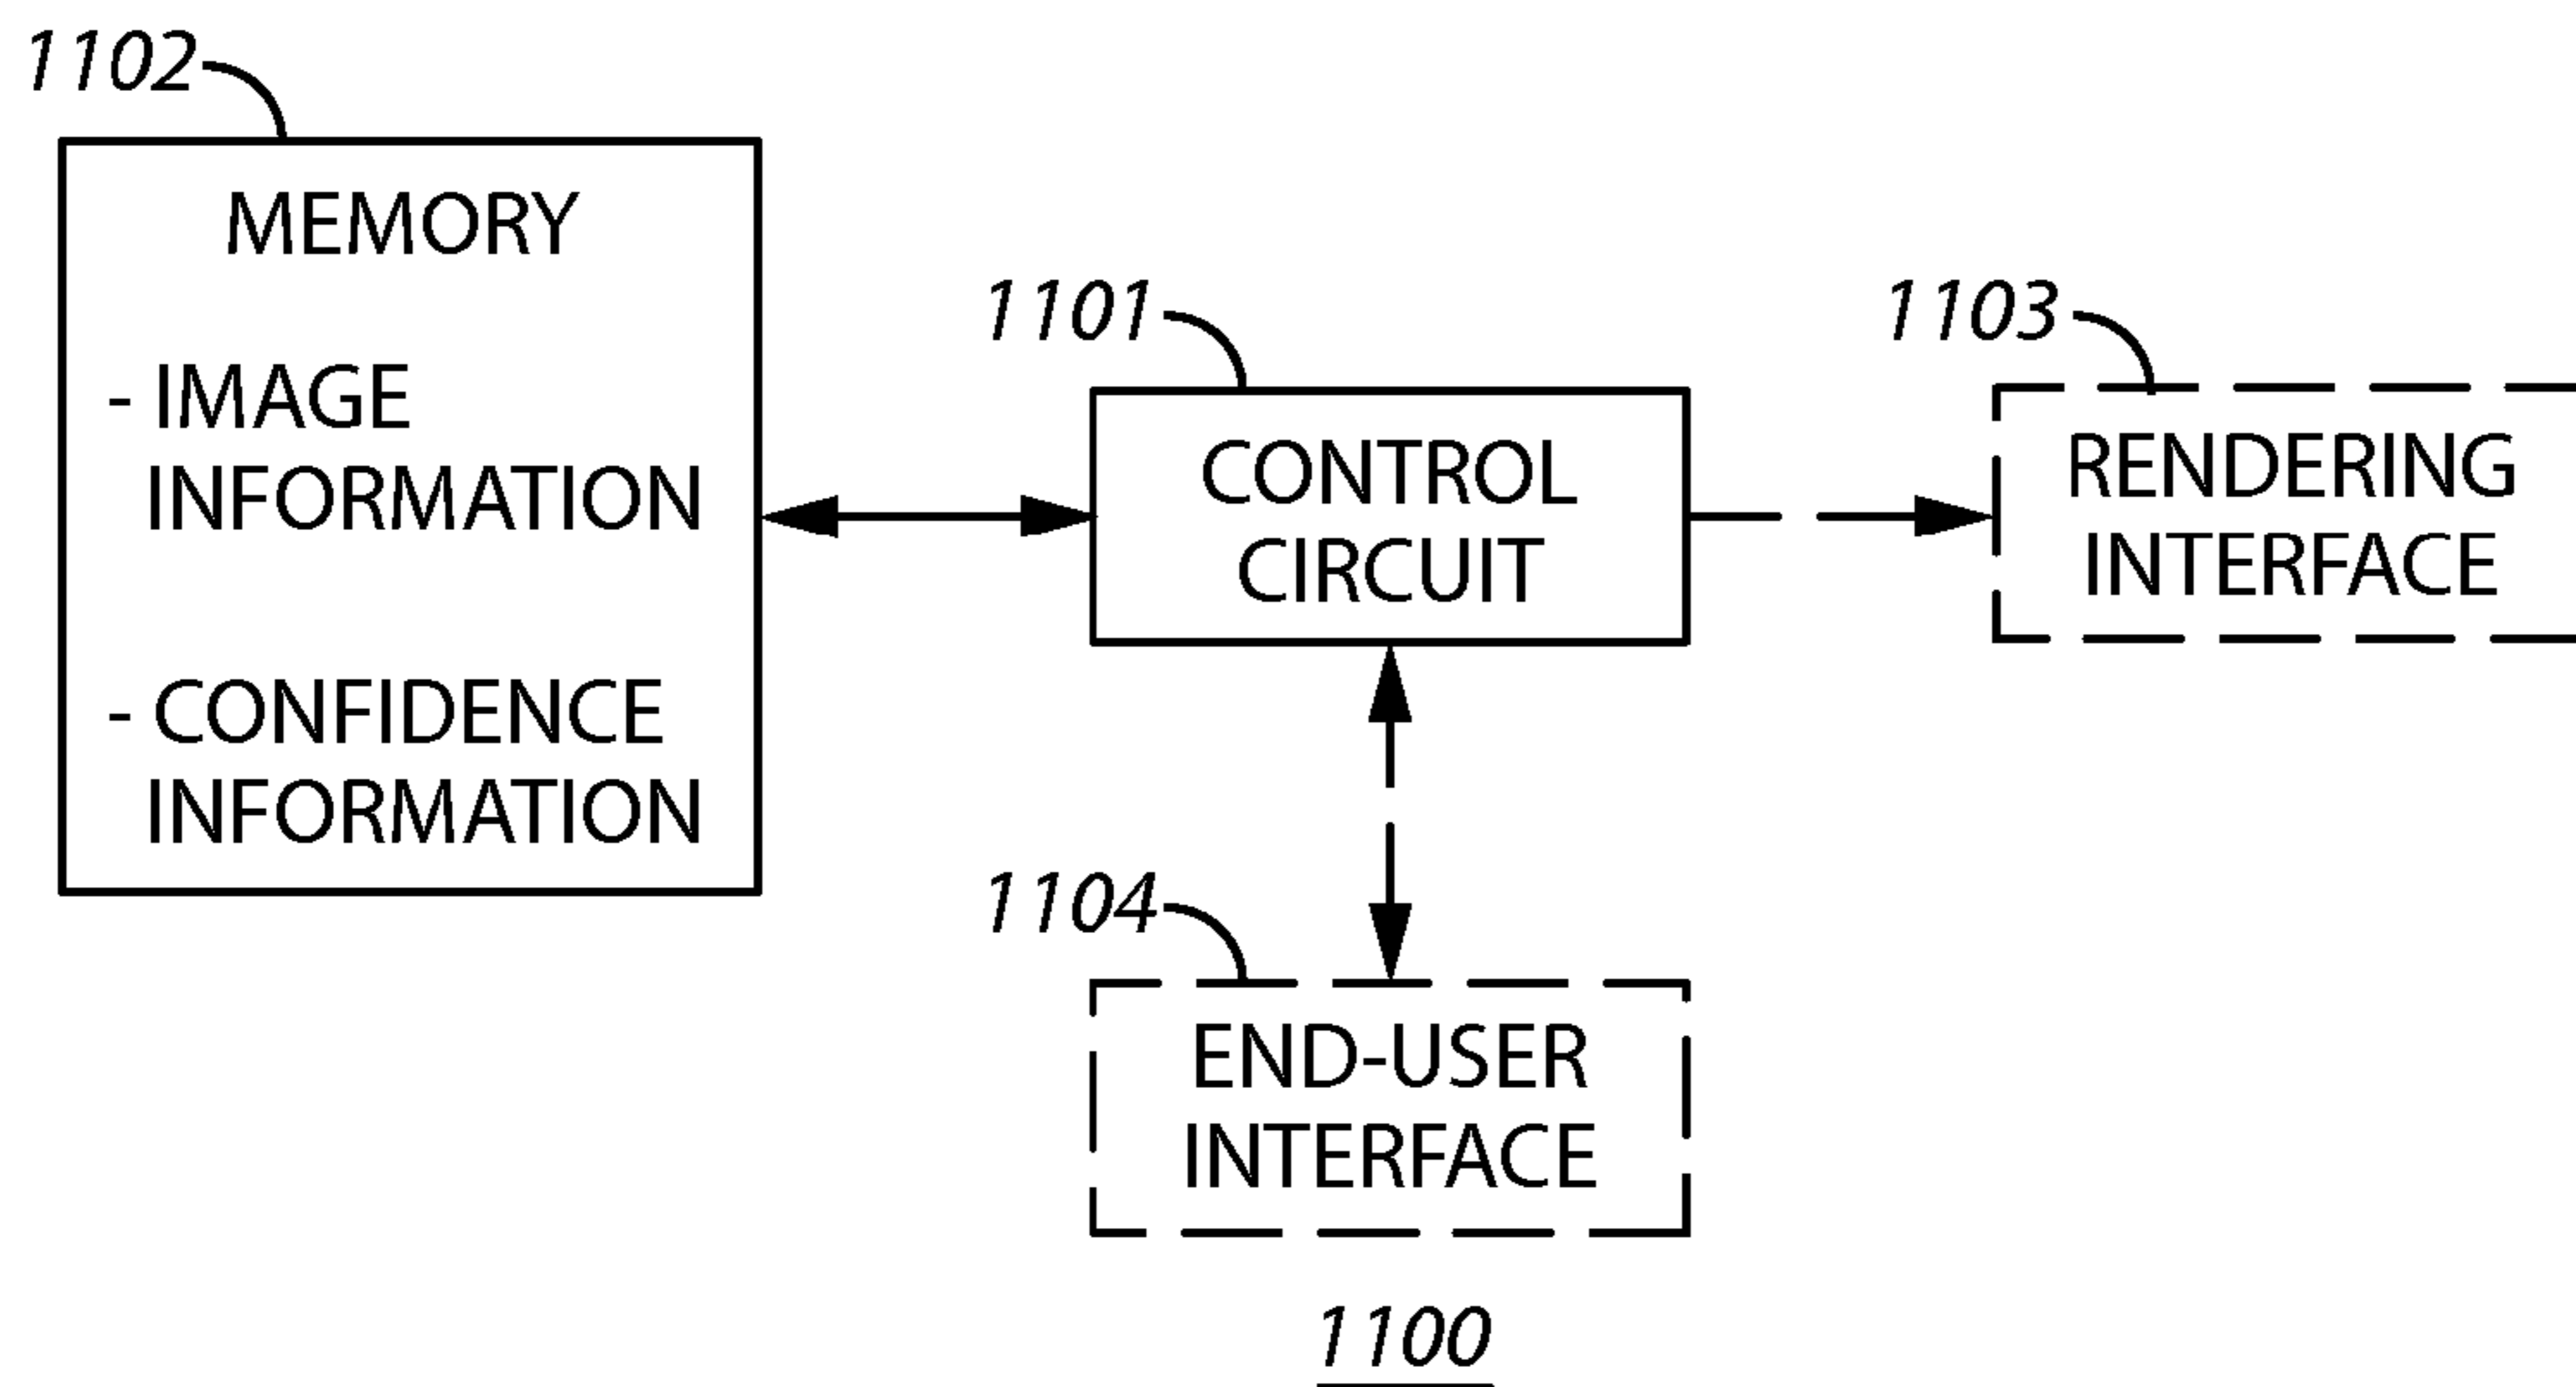 1102
MEMORY
- IMAGE
INFORMATION
- CONFIDENCE
INFORMATION
1101
CONTROL
CIRCUIT
1103
RENDERING
INTERFACE
1104
END-USER
INTERFACE
1100